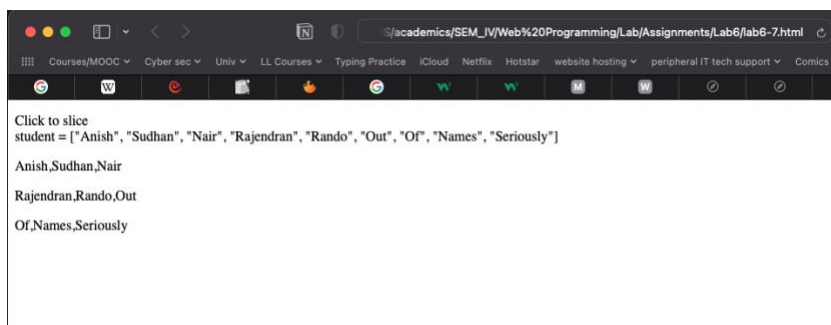 S/academics/SEM_IV/Web%20Programming/Lab/Assignments/Lab6/lab6-7.html
Courses/MOOC Cyber sec Univ LL Courses Typing Practice iCloud Netflix Hotstar website hosting peripheral IT tech support Comics
G W e G M W
Click to slice
student = ["Anish", "Sudhan", "Nair", "Rajendran", "Rando", "Out", "Of", "Names", "Seriously"]
Anish,Sudhan,Nair
Rajendran,Rando,Out
Of,Names,Seriously